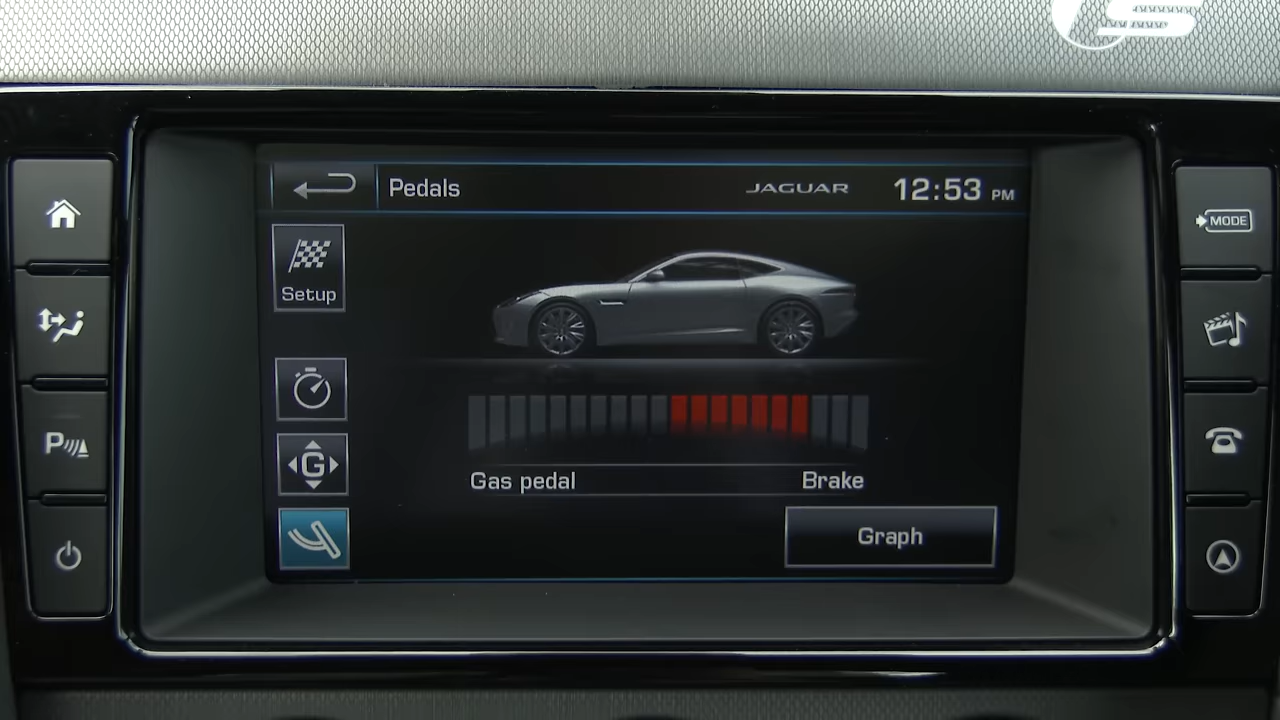 Pedals
JAGUAR
12:53 PM
Setup
G
P
MODE
Gas pedal
Brake
Graph